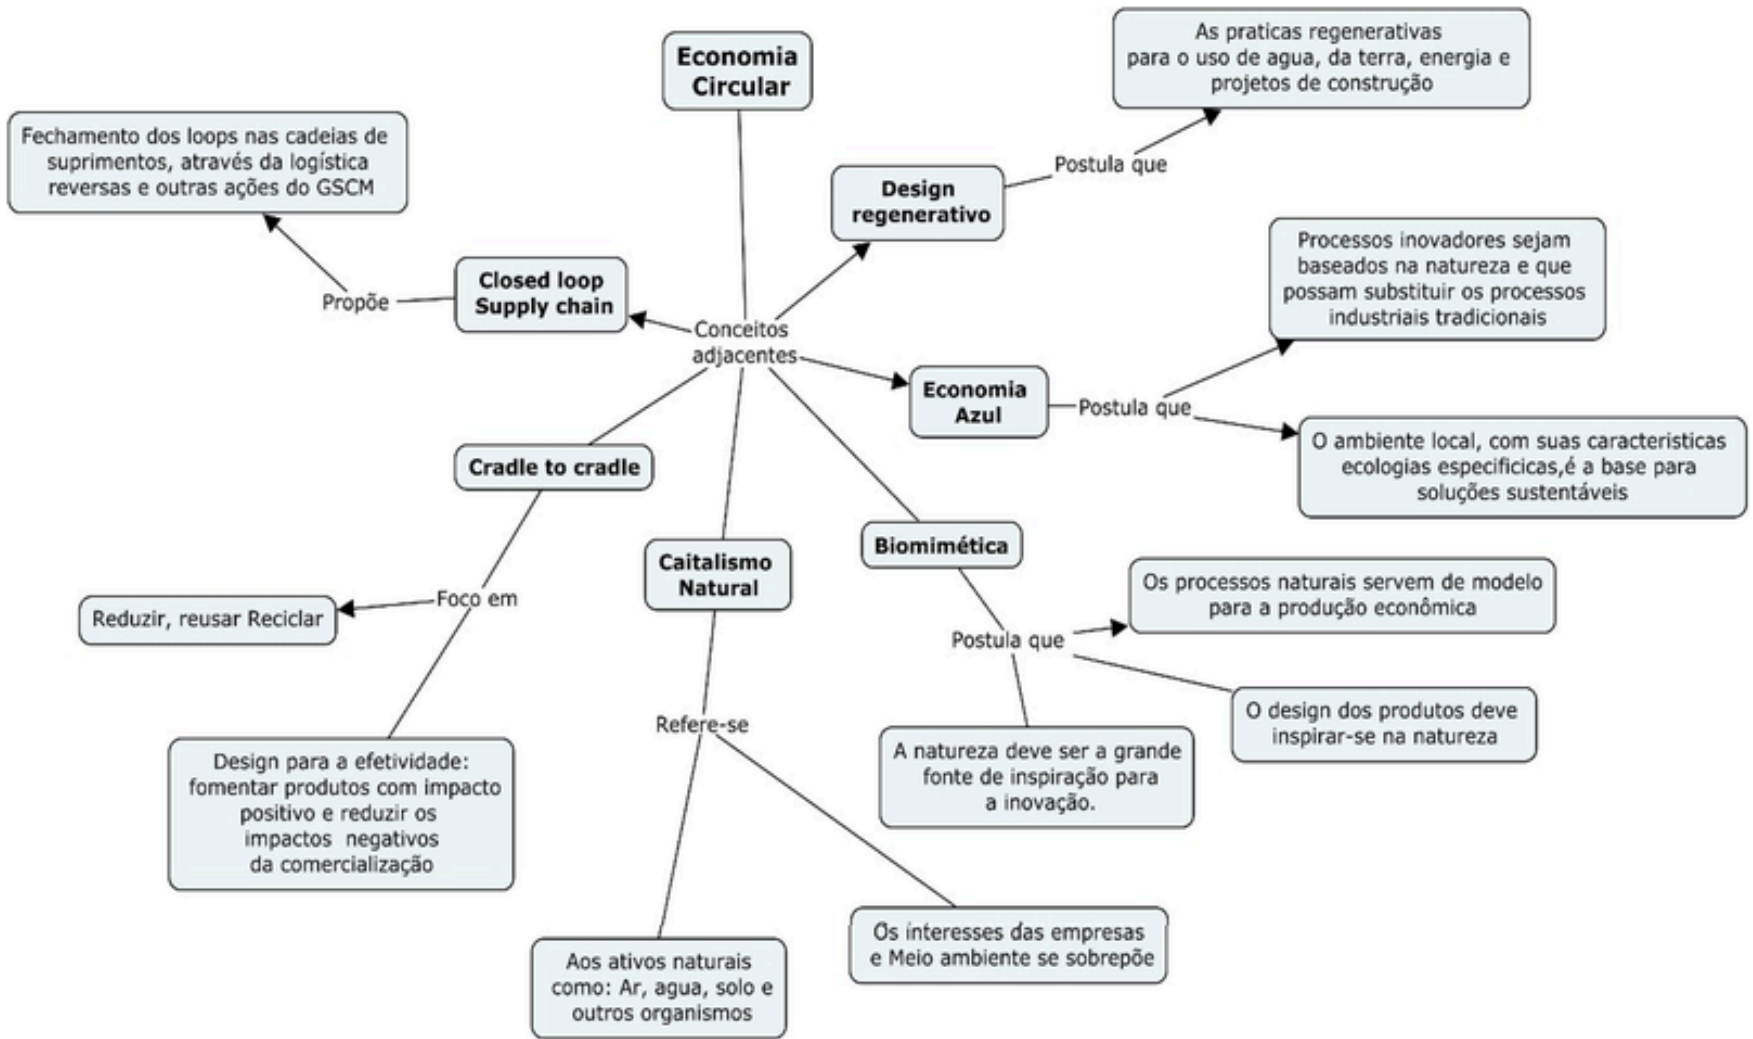 Economia
Circular
As praticas regenerativas
para o uso de agua, da terra, energia e
projetos de construção
Fechamento dos loops nas cadeias de
suprimentos, através da logística
reversas e outras ações do GSCM
Postula que
Design
regenerativo
Processos inovadores sejam
baseados na natureza e que
possam substituir os processos
industriais tradicionais
Closed loop
Supply chain
Propõe
Conceitos
adjacentes
Economia
Azul
Postula que
O ambiente local, com suas caracteristicas
ecologias especificicas,é a base para
soluções sustentáveis
Cradle to cradle
Caitalismo
Natural
Biomimética
Os processos naturais servem de modelo
para a produção econômica
Foco em
Reduzir, reusar Reciclar
Postula que
O design dos produtos deve
inspirar-se na natureza
Refere-se
A natureza deve ser a grande
fonte de inspiração para
a inovação.
Design para a efetividade:
fomentar produtos com impacto
positivo e reduzir os
impactos negativos
da comercialização
Os interesses das empresas
e Meio ambiente se sobrepõe
Aos ativos naturais
como: Ar, agua, solo e
outros organismos